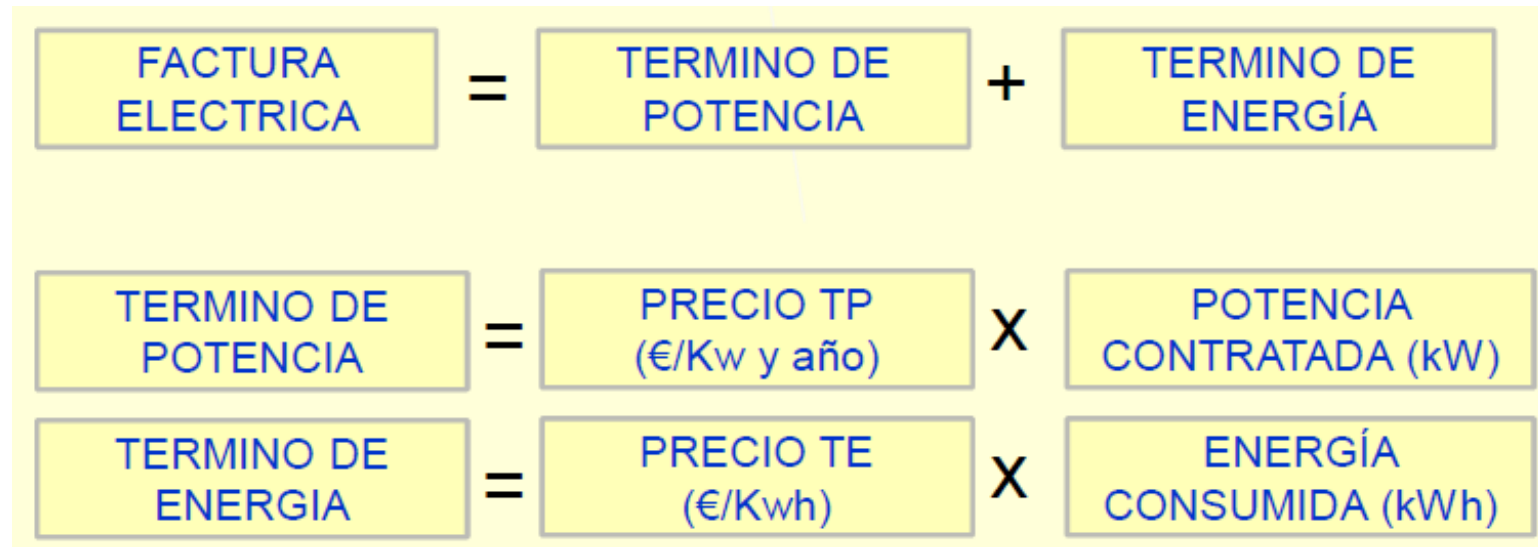 FACTURA ELECTRICA = TERMINO DE POTENCIA + TERMINO DE ENERGÍA
TERMINO DE POTENCIA = PRECIO TP (€/Kw y año) X POTENCIA CONTRATADA (kW)
TERMINO DE ENERGIA = PRECIO TE (€/Kwh) X ENERGÍA CONSUMIDA (kWh)